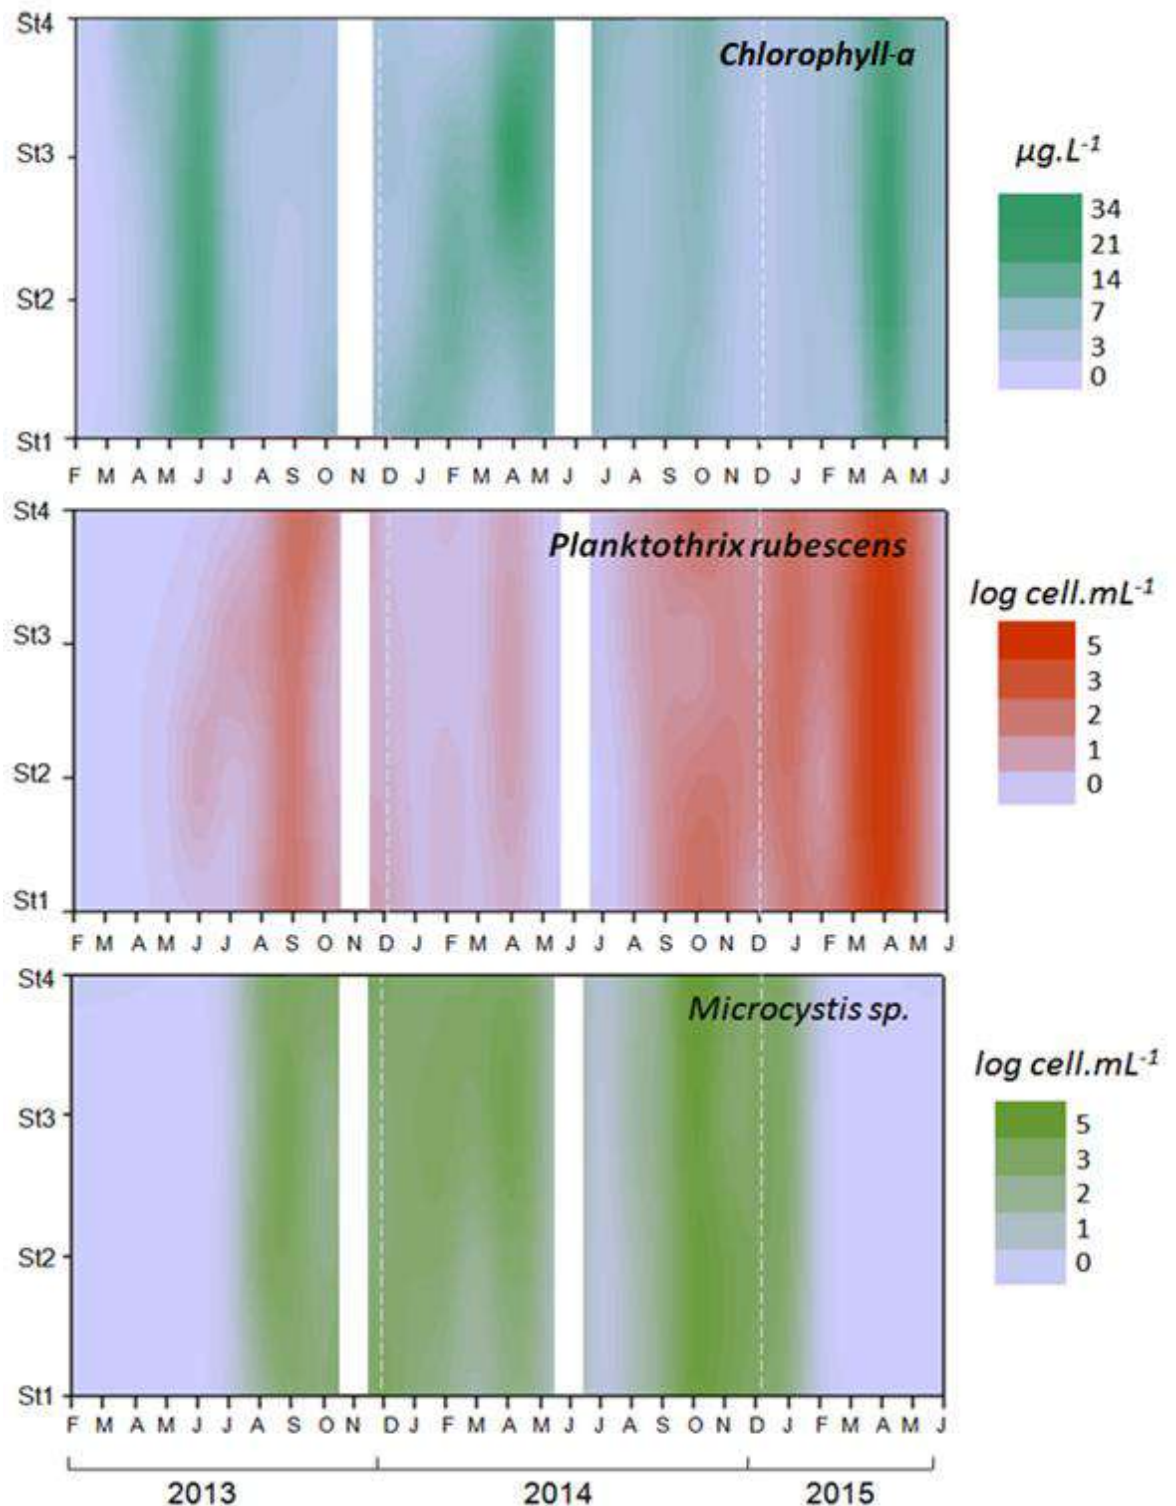 St4
St3
St2
St1
Chlorophyll-a
µg.L-1
34
21
14
7
3
0
F M A M J J A S O N D J F M A M J J A S O N D J F M A M J
St4
St3
St2
St1
Planktothrix rubescens
log cell.mL-1
5
3
2
1
0
F M A M J J A S O N D J F M A M J J A S O N D J F M A M J
St4
St3
St2
St1
Microcystis sp.
log cell.mL-1
5
3
2
1
0
F M A M J J A S O N D J F M A M J J A S O N D J F M A M J
2013 2014 2015